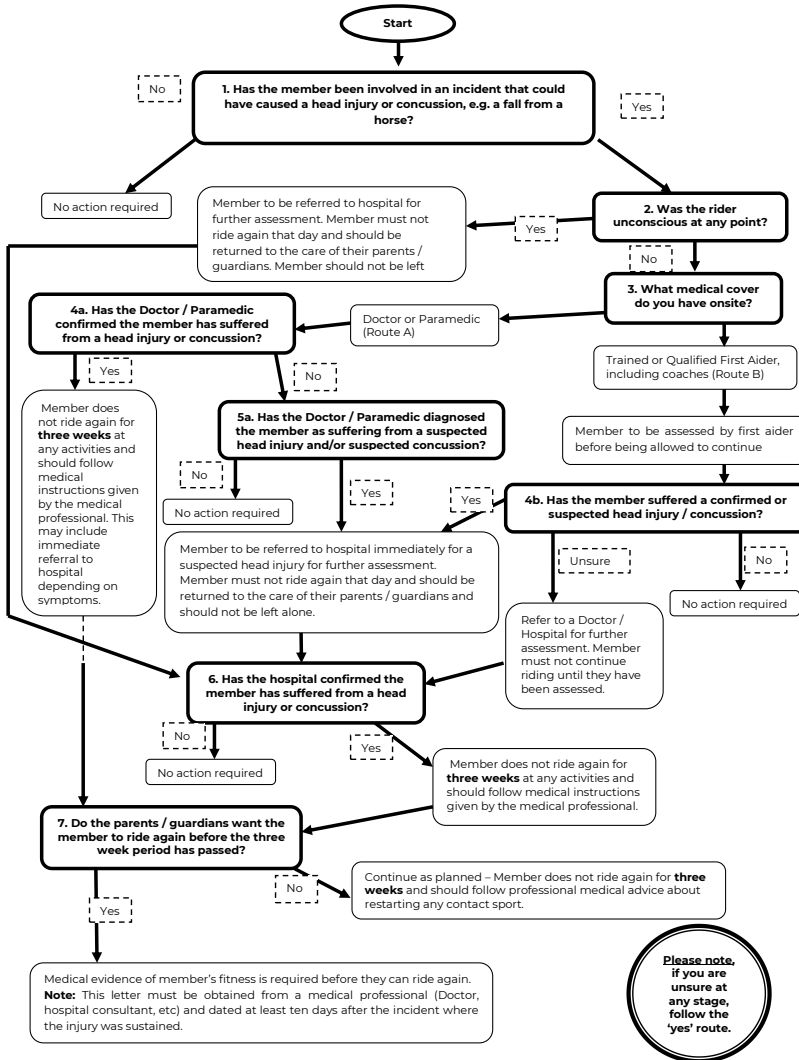 Start
No
1. Has the member been involved in an incident that could
have caused a head injury or concussion, e.g. a fall from a
horse?
Yes
No action required
Member to be referred to hospital for
further assessment. Member must not
ride again that day and should be
returned to the care of their parents /
guardians. Member should not be left
Yes
2. Was the rider
unconscious at any point?
No
3. What medical cover
do you have onsite?
4a. Has the Doctor / Paramedic
confirmed the member has suffered
from a head injury or concussion?
Doctor or Paramedic
(Route A)
Trained or Qualified First Aider,
including coaches (Route B)
Yes
No
Member does
not ride again for
three weeks at
any activities and
should follow
medical
instructions given
by the medical
professional. This
may include
immediate
referral to
hospital
depending on
symptoms.
5a. Has the Doctor / Paramedic diagnosed
the member as suffering from a suspected
head injury and/or suspected concussion?
Member to be assessed by first aider
before being allowed to continue
No
Yes
Yes
4b. Has the member suffered a confirmed or
suspected head injury / concussion?
No action required
Member to be referred to hospital immediately for a
suspected head injury for further assessment.
Member must not ride again that day and should be
returned to the care of their parents / guardians and
should not be left alone.
Unsure
No
No action required
Refer to a Doctor /
Hospital for further
assessment. Member
must not continue
riding until they have
been assessed.
6. Has the hospital confirmed the
member has suffered from a head
injury or concussion?
No
Yes
No action required
Member does not ride again for
three weeks at any activities and
should follow medical instructions
given by the medical professional.
7. Do the parents / guardians want the
member to ride again before the three
week period has passed?
No
Continue as planned – Member does not ride again for three
weeks and should follow professional medical advice about
restarting any contact sport.
Yes
Medical evidence of member's fitness is required before they can ride again.
Note: This letter must be obtained from a medical professional (Doctor,
hospital consultant, etc) and dated at least ten days after the incident where
the injury was sustained.
Please note,
if you are
unsure at
any stage,
follow the
'yes' route.